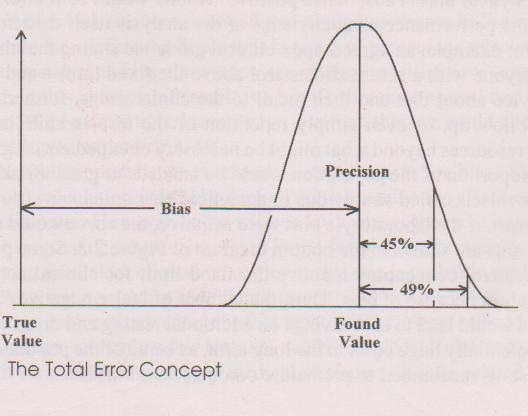 Precision
Bias
45%
49%
True
Value
Found
Value
The Total Error Concept